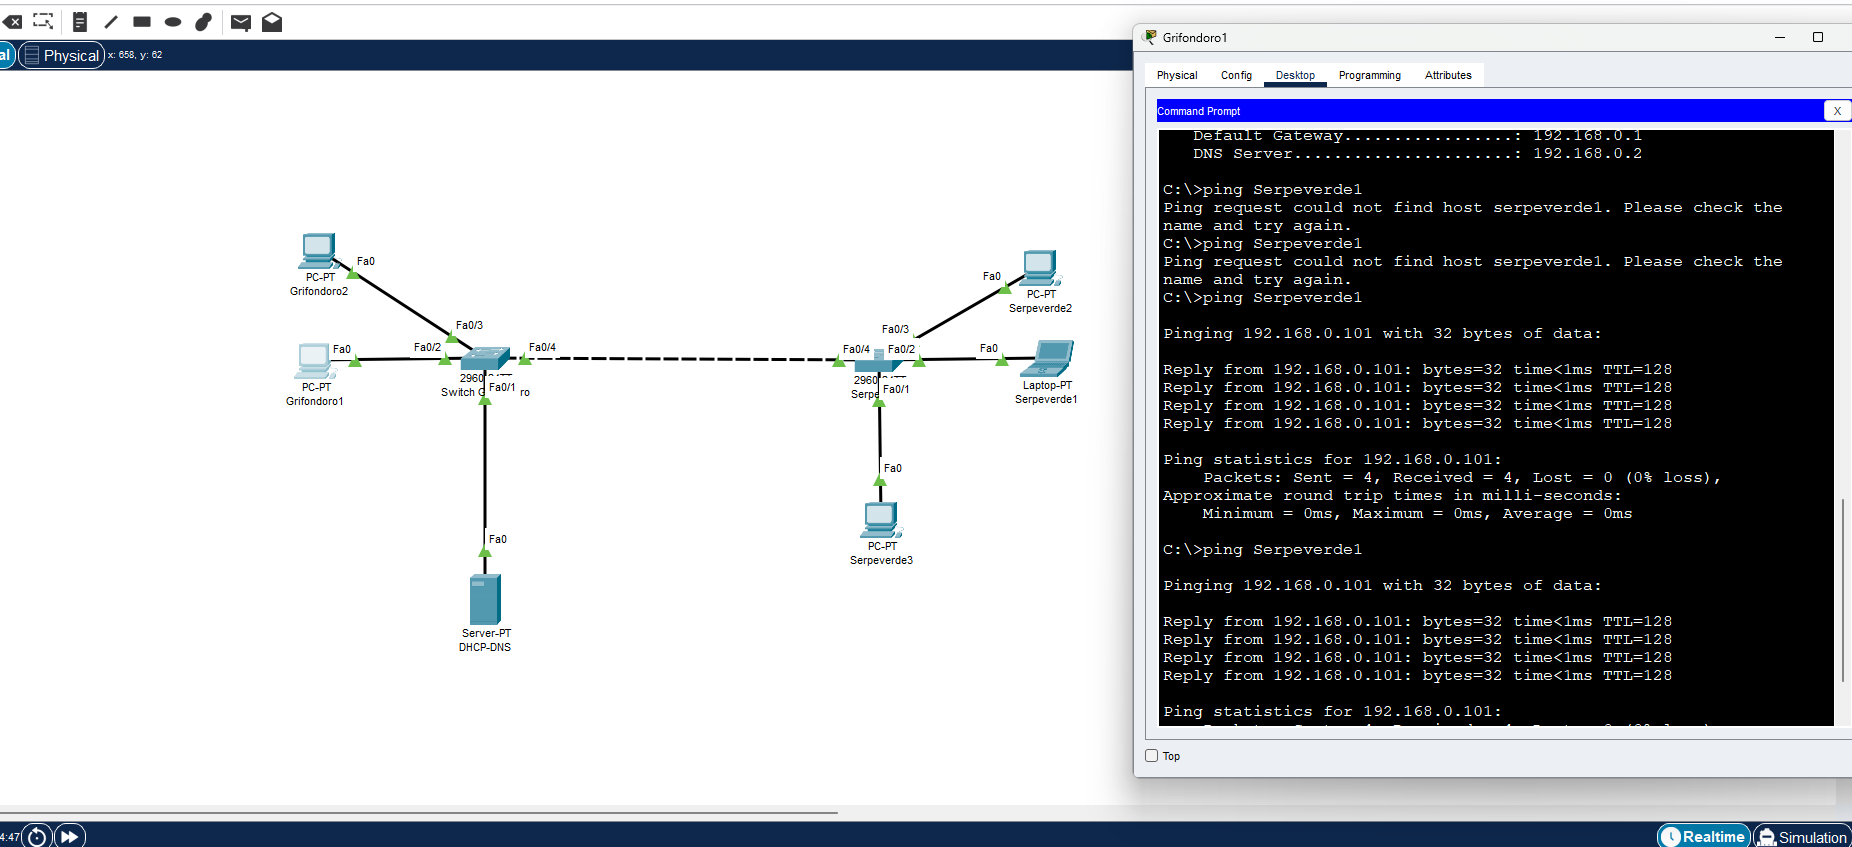 Physical x: 658, y: 62
Grifondoro1
Physical Config Desktop Programming Attributes
Command Prompt
X
Default Gateway.................: 192.168.0.1
DNS Server......................: 192.168.0.2
C:\>ping Serpeverde1
Ping request could not find host serpeverde1. Please check the
name and try again.
C:\>ping Serpeverde1
Ping request could not find host serpeverde1. Please check the
name and try again.
C:\>ping Serpeverde1
Pinging 192.168.0.101 with 32 bytes of data:
Reply from 192.168.0.101: bytes=32 time<1ms TTL=128
Reply from 192.168.0.101: bytes=32 time<1ms TTL=128
Reply from 192.168.0.101: bytes=32 time<1ms TTL=128
Reply from 192.168.0.101: bytes=32 time<1ms TTL=128
Ping statistics for 192.168.0.101:
Packets: Sent = 4, Received = 4, Lost = 0 (0% loss),
Approximate round trip times in milli-seconds:
Minimum = 0ms, Maximum = 0ms, Average = 0ms
C:\>ping Serpeverde1
Pinging 192.168.0.101 with 32 bytes of data:
Reply from 192.168.0.101: bytes=32 time<1ms TTL=128
Reply from 192.168.0.101: bytes=32 time<1ms TTL=128
Reply from 192.168.0.101: bytes=32 time<1ms TTL=128
Reply from 192.168.0.101: bytes=32 time<1ms TTL=128
Ping statistics for 192.168.0.101:
Top
Fa0
PC-PT
Grifondoro2
Fa0/3
Fa0
Fa0/2
Fa0/4
PC-PT
Grifondoro1
2960
Fa0/1
Switch G ro
Fa0
Server-PT
DHCP-DNS
Fa0
PC-PT
Serpeverde2
Fa0/3
Fa0/4 Fa0/2
Fa0
2960
Fa0/1
Serpe
Laptop-PT
Serpeverde1
Fa0
PC-PT
Serpeverde3
4:47
Realtime
Simulation